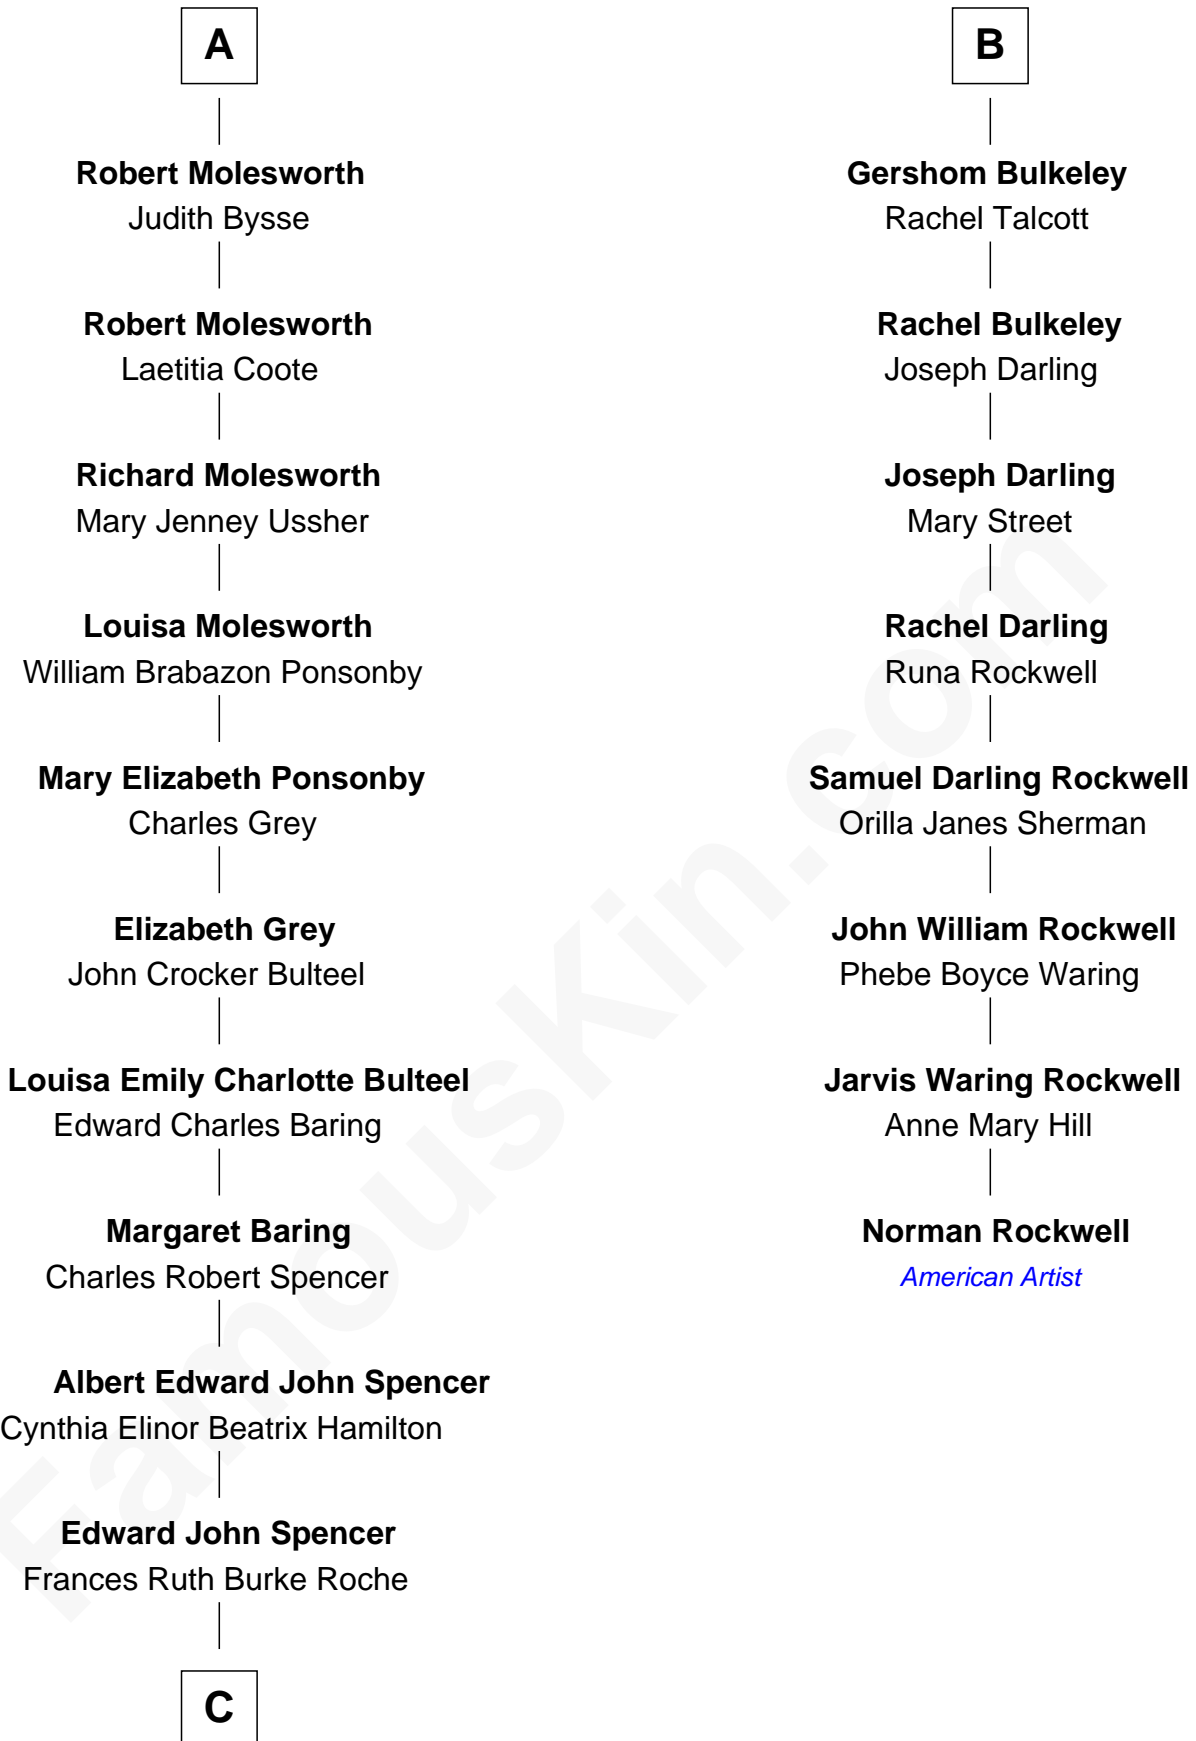 A
Robert Molesworth
Judith Bysse
Robert Molesworth
Laetitia Coote
Richard Molesworth
Mary Jenney Ussher
Louisa Molesworth
William Brabazon Ponsonby
Mary Elizabeth Ponsonby
Charles Grey
Elizabeth Grey
John Crocker Bulteel
Louisa Emily Charlotte Bulteel
Edward Charles Baring
Margaret Baring
Charles Robert Spencer
Albert Edward John Spencer
Cynthia Elinor Beatrix Hamilton
Edward John Spencer
Frances Ruth Burke Roche
C
B
Gershom Bulkeley
Rachel Talcott
Rachel Bulkeley
Joseph Darling
Joseph Darling
Mary Street
Rachel Darling
Runa Rockwell
Samuel Darling Rockwell
Orilla Janes Sherman
John William Rockwell
Phebe Boyce Waring
Jarvis Waring Rockwell
Anne Mary Hill
Norman Rockwell
American Artist
FamousKin.com